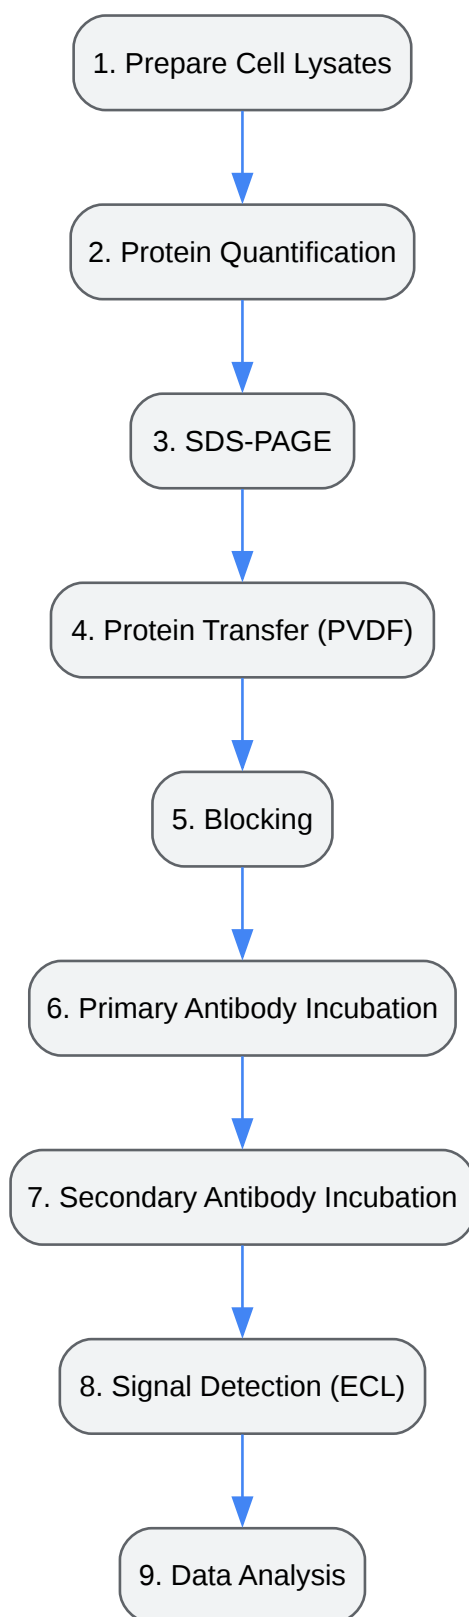 1. Prepare Cell Lysates
2. Protein Quantification
3. SDS-PAGE
4. Protein Transfer (PVDF)
5. Blocking
6. Primary Antibody Incubation
7. Secondary Antibody Incubation
8. Signal Detection (ECL)
9. Data Analysis